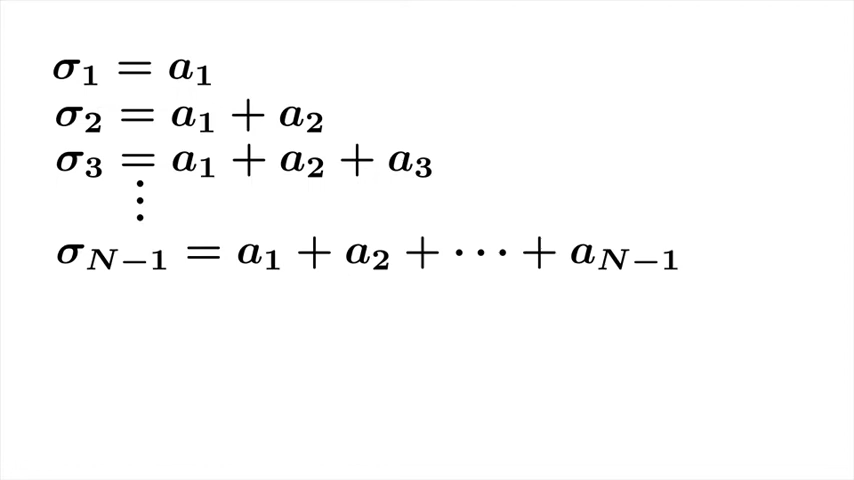 σ₁ = a₁
σ₂ = a₁ + a₂
σ₃ = a₁ + a₂ + a₃
⋮
σ_{N−1} = a₁ + a₂ + ⋯ + a_{N−1}